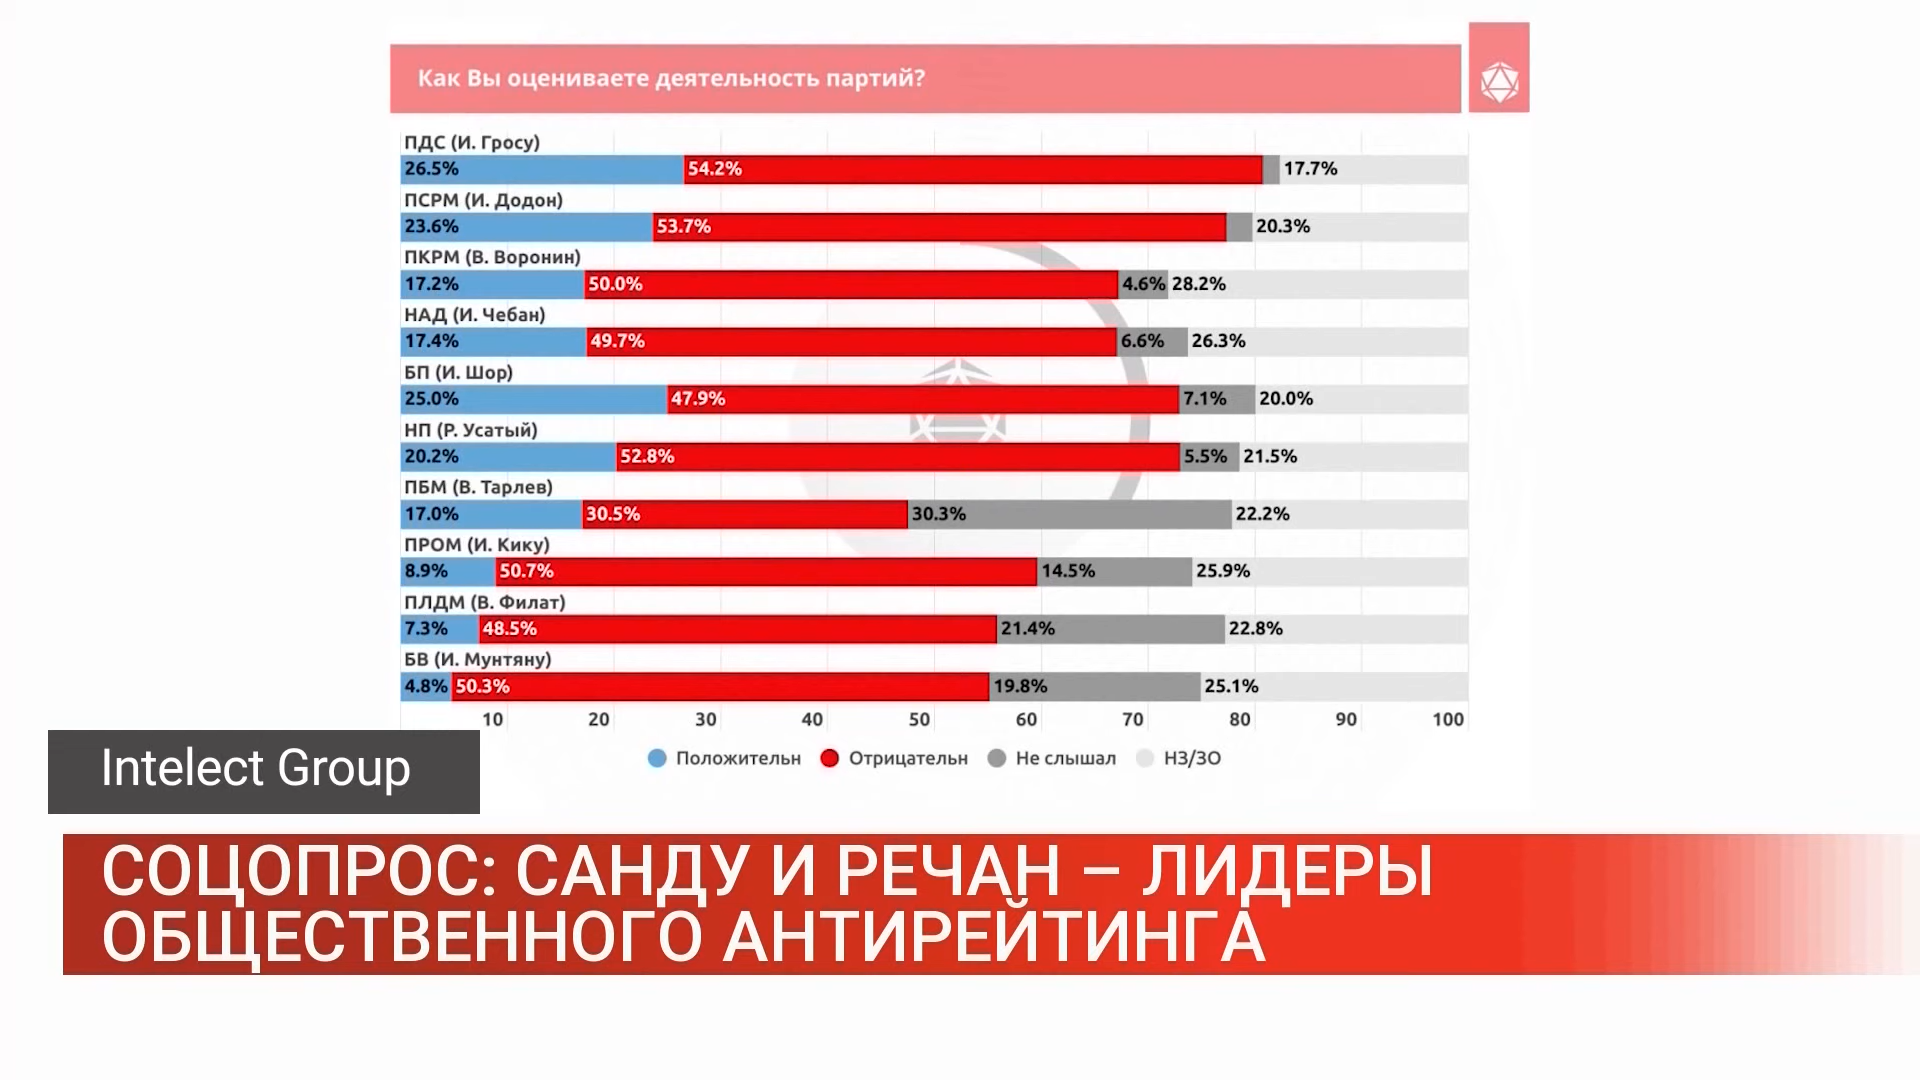 Как Вы оцениваете деятельность партий?
ПДС (И. Гросу)
26.5% 54.2% 17.7%
ПСРМ (И. Додон)
23.6% 53.7% 20.3%
ПКРМ (В. Воронин)
17.2% 50.0% 4.6% 28.2%
НАД (И. Чебан)
17.4% 49.7% 6.6% 26.3%
БП (И. Шор)
25.0% 47.9% 7.1% 20.0%
НП (Р. Усатый)
20.2% 52.8% 5.5% 21.5%
ПБМ (В. Тарлев)
17.0% 30.5% 30.3% 22.2%
ПРОМ (И. Кику)
8.9% 50.7% 14.5% 25.9%
ПЛДМ (В. Филат)
7.3% 48.5% 21.4% 22.8%
БВ (И. Мунтяну)
4.8% 50.3% 19.8% 25.1%
10 20 30 40 50 60 70 80 90 100
Положительн Отрицательн Не слышал НЗ/ЗО
Intelect Group
СОЦОПРОС: САНДУ И РЕЧАН – ЛИДЕРЫ
ОБЩЕСТВЕННОГО АНТИРЕЙТИНГА